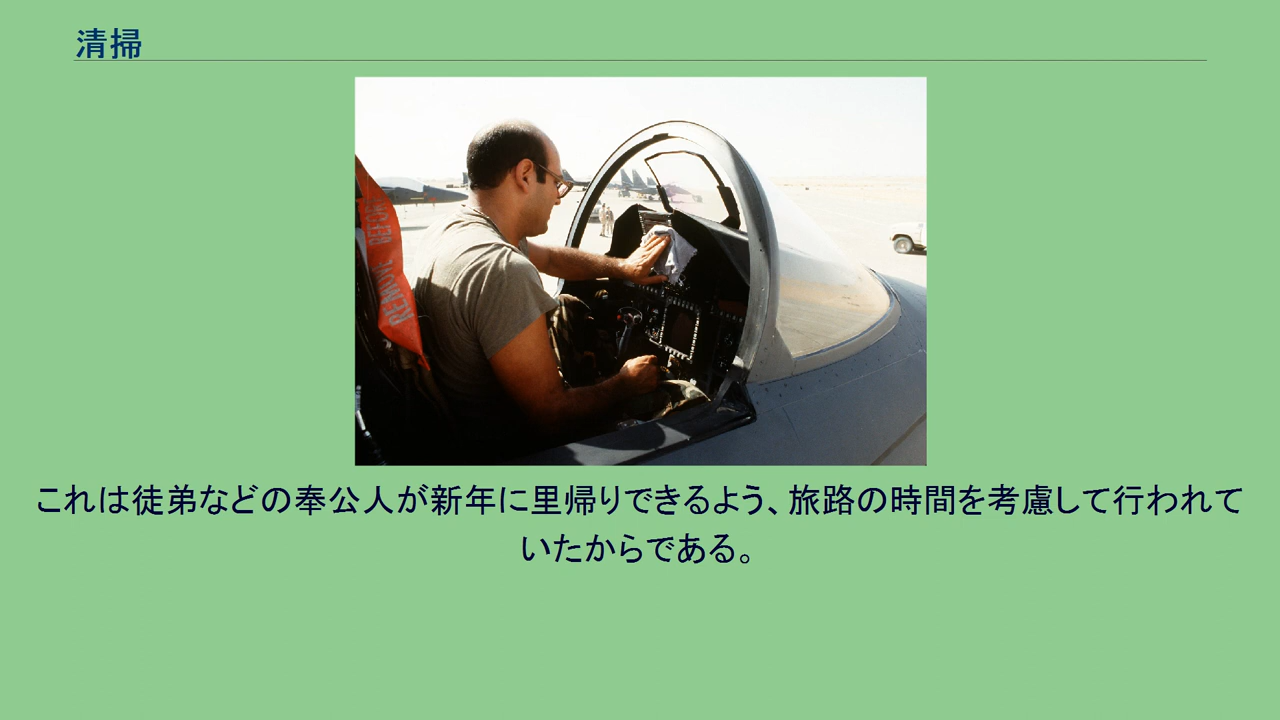 清掃
REMOVE BEFOR
これは徒弟などの奉公人が新年に里帰りできるよう、旅路の時間を考慮して行われて
いたからである。